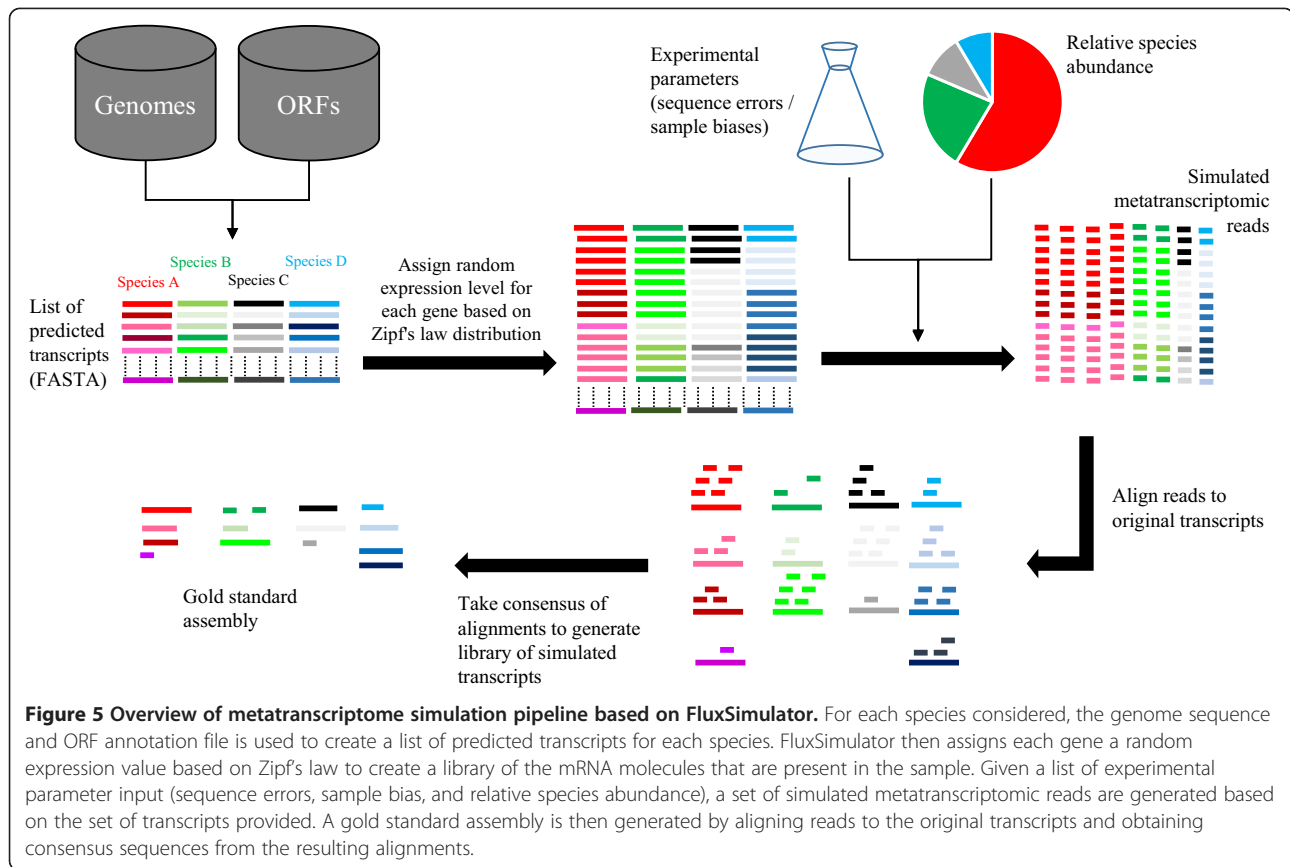 Genomes
ORFs
Experimental
parameters
(sequence errors /
sample biases)
Relative species
abundance
Species A
Species B
Species C
Species D
List of
predicted
transcripts
(FASTA)
Assign random
expression level for
each gene based on
Zipf's law distribution
Simulated
metatranscriptomic
reads
Align reads to
original transcripts
Take consensus of
alignments to generate
library of simulated
transcripts
Gold standard
assembly
Figure 5 Overview of metatranscriptome simulation pipeline based on FluxSimulator. For each species considered, the genome sequence
and ORF annotation file is used to create a list of predicted transcripts for each species. FluxSimulator then assigns each gene a random
expression value based on Zipf's law to create a library of the mRNA molecules that are present in the sample. Given a list of experimental
parameter input (sequence errors, sample bias, and relative species abundance), a set of simulated metatranscriptomic reads are generated based
on the set of transcripts provided. A gold standard assembly is then generated by aligning reads to the original transcripts and obtaining
consensus sequences from the resulting alignments.